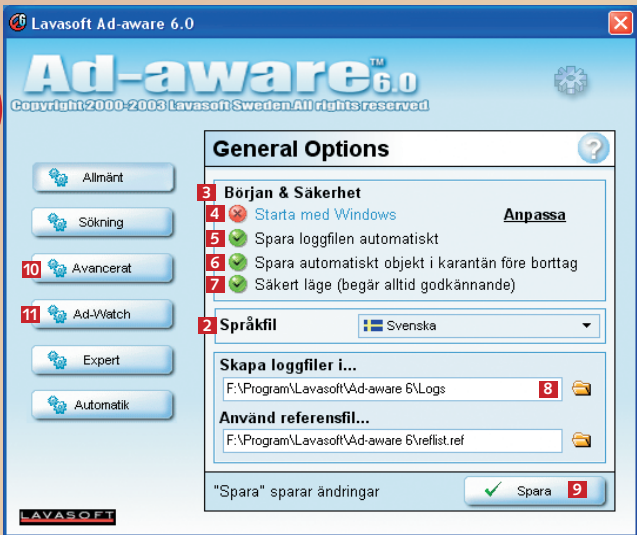 Lavasoft Ad-aware 6.0
Ad-aware™ 6.0
Copyright 2000-2003 Lavasoft Sweden. All rights reserved
General Options
Allmänt
Sökning
10 Avancerat
11 Ad-Watch
Expert
Automatik
3 Början & Säkerhet
4 Starta med Windows Anpassa
5 Spara loggfilen automatiskt
6 Spara automatiskt objekt i karantän före borttag
7 Säkert läge (begär alltid godkännande)
2 Språkfil Svenska
Skapa loggfiler i...
F:\Program\Lavasoft\Ad-aware 6\Logs 8
Använd referensfil...
F:\Program\Lavasoft\Ad-aware 6\reflist.ref
"Spara" sparar ändringar
Spara 9
LAVASOFT